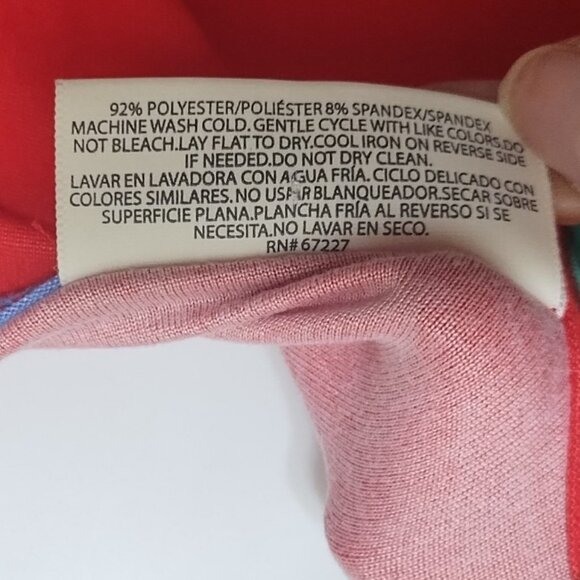 92% POLYESTER/POLIÉSTER 8% SPANDEX/SPANDEX
MACHINE WASH COLD. GENTLE CYCLE WITH LIKE COLORS.DO
NOT BLEACH.LAY FLAT TO DRY.COOL IRON ON REVERSE SIDE
IF NEEDED.DO NOT DRY CLEAN.
LAVAR EN LAVADORA CON AGUA FRÍA. CICLO DELICADO CON
COLORES SIMILARES.NO USAR BLANQUEADOR.SECAR SOBRE
SUPERFICIE PLANA.PLANCHA FRÍA AL REVERSO SI SE
NECESITA.NO LAVAR EN SECO.
RN# 67227